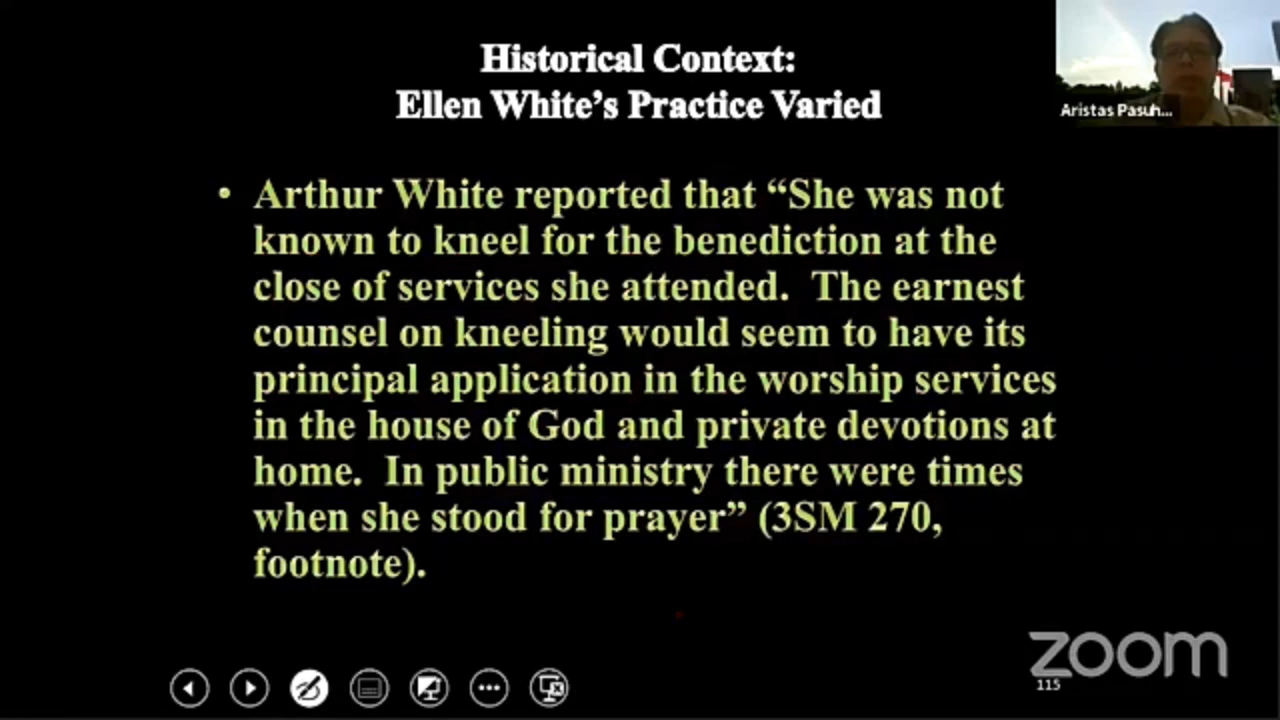 Historical Context:
Ellen White’s Practice Varied
Aristas Pasuh...
• Arthur White reported that “She was not
known to kneel for the benediction at the
close of services she attended.  The earnest
counsel on kneeling would seem to have its
principal application in the worship services
in the house of God and private devotions at
home.  In public ministry there were times
when she stood for prayer” (3SM 270,
footnote).
zoom
115